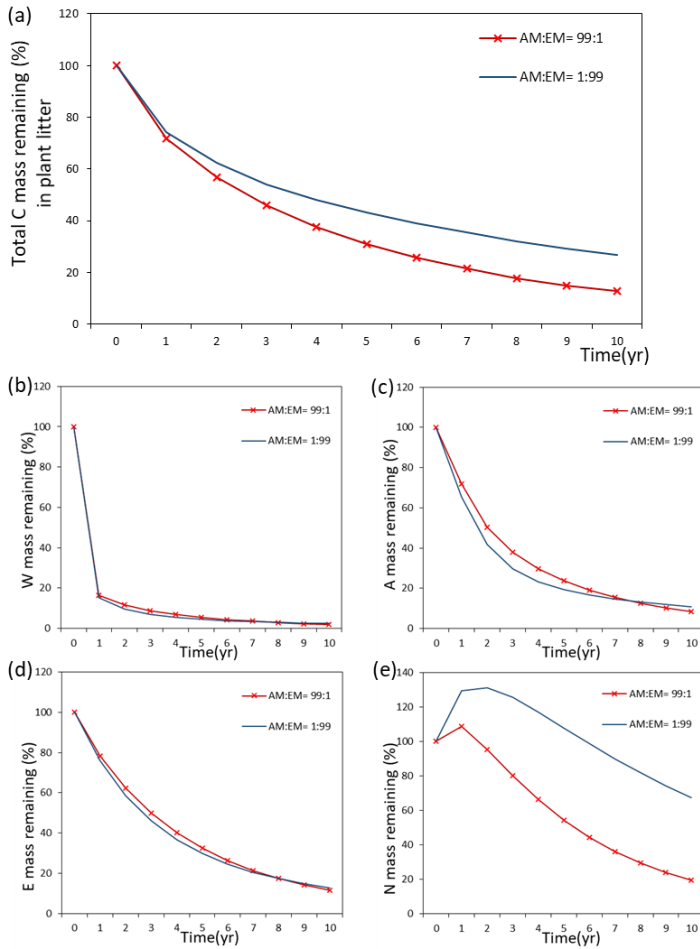 (a)
Total C mass remaining (%)
in plant litter
120
100
80
60
40
20
0
0 1 2 3 4 5 6 7 8 9 10
Time(yr)
AM:EM= 99:1
AM:EM= 1:99
(b)
W mass remaining (%)
120
100
80
60
40
20
0
0 1 2 3 4 5 6 7 8 9 10
Time(yr)
AM:EM= 99:1
AM:EM= 1:99
(c)
A mass remaining (%)
120
100
80
60
40
20
0
0 1 2 3 4 5 6 7 8 9 10
Time(yr)
AM:EM= 99:1
AM:EM= 1:99
(d)
E mass remaining (%)
120
100
80
60
40
20
0
0 1 2 3 4 5 6 7 8 9 10
Time(yr)
AM:EM= 99:1
AM:EM= 1:99
(e)
N mass remaining (%)
140
120
100
80
60
40
20
0
0 1 2 3 4 5 6 7 8 9 10
Time(yr)
AM:EM= 99:1
AM:EM= 1:99